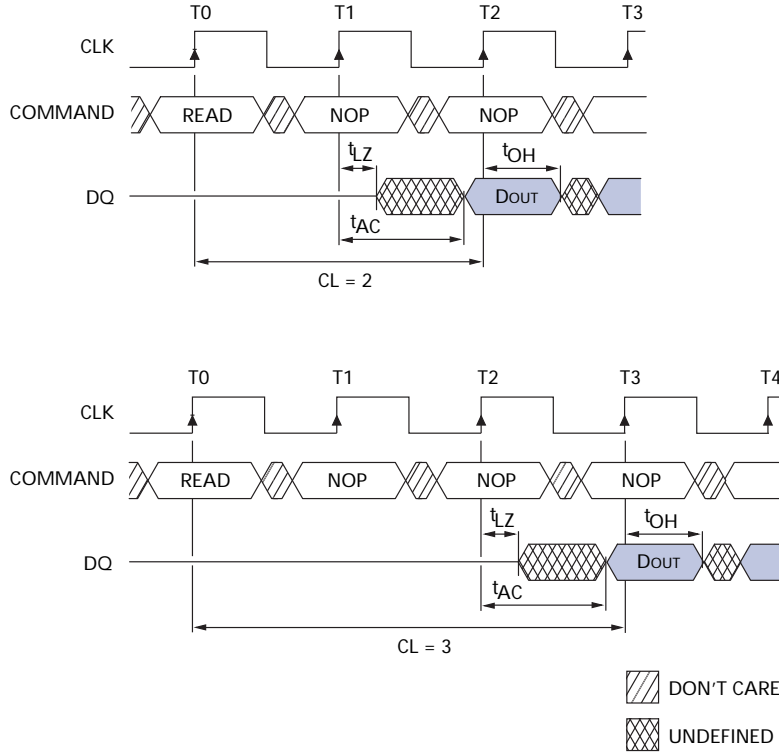 T0 T1 T2 T3
CLK
COMMAND READ NOP NOP
tLZ tOH
DQ DOUT
tAC
CL = 2
T0 T1 T2 T3 T4
CLK
COMMAND READ NOP NOP NOP
tLZ tOH
DQ DOUT
tAC
CL = 3
DON'T CARE
UNDEFINED